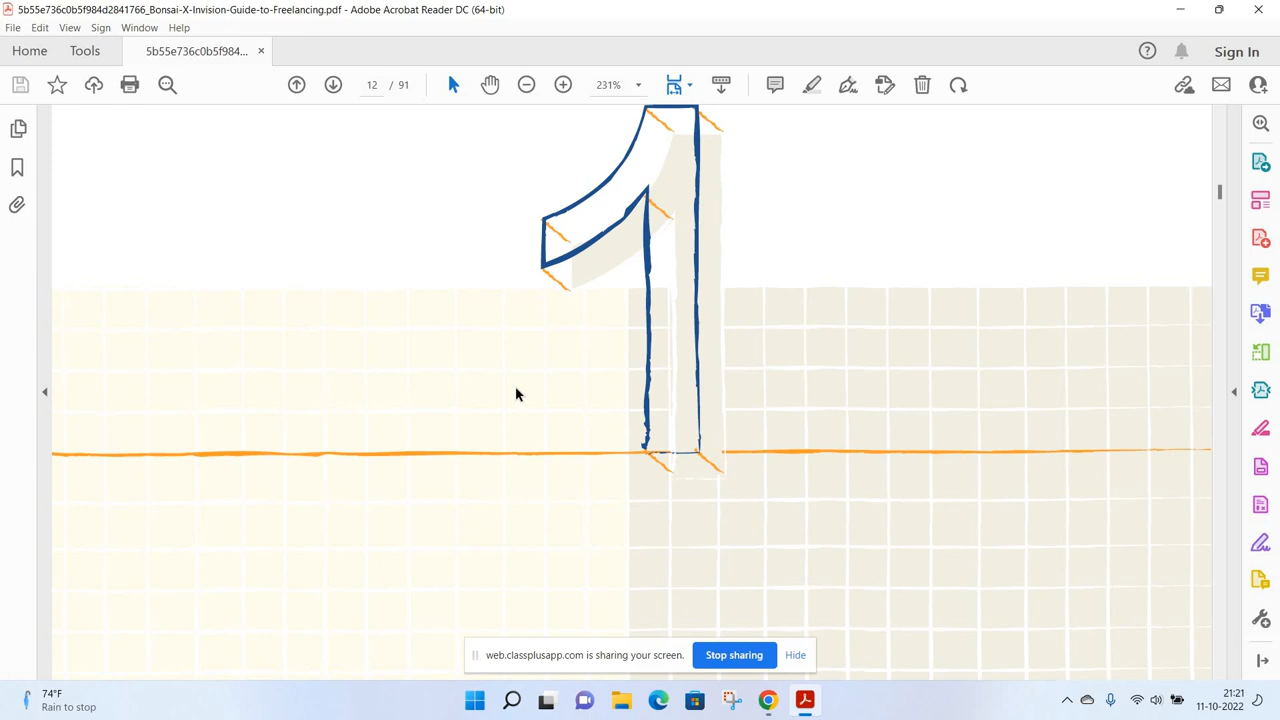 5b55e736c0b5f984d2841766_Bonsai-X-Invision-Guide-to-Freelancing.pdf - Adobe Acrobat Reader DC (64-bit)
File Edit View Sign Window Help
Home Tools 5b55e736c0b5f984... ×
Sign In
12 / 91 231%
1
web.classplusapp.com is sharing your screen. Stop sharing Hide
74°F
Rain to stop
21:21
11-10-2022